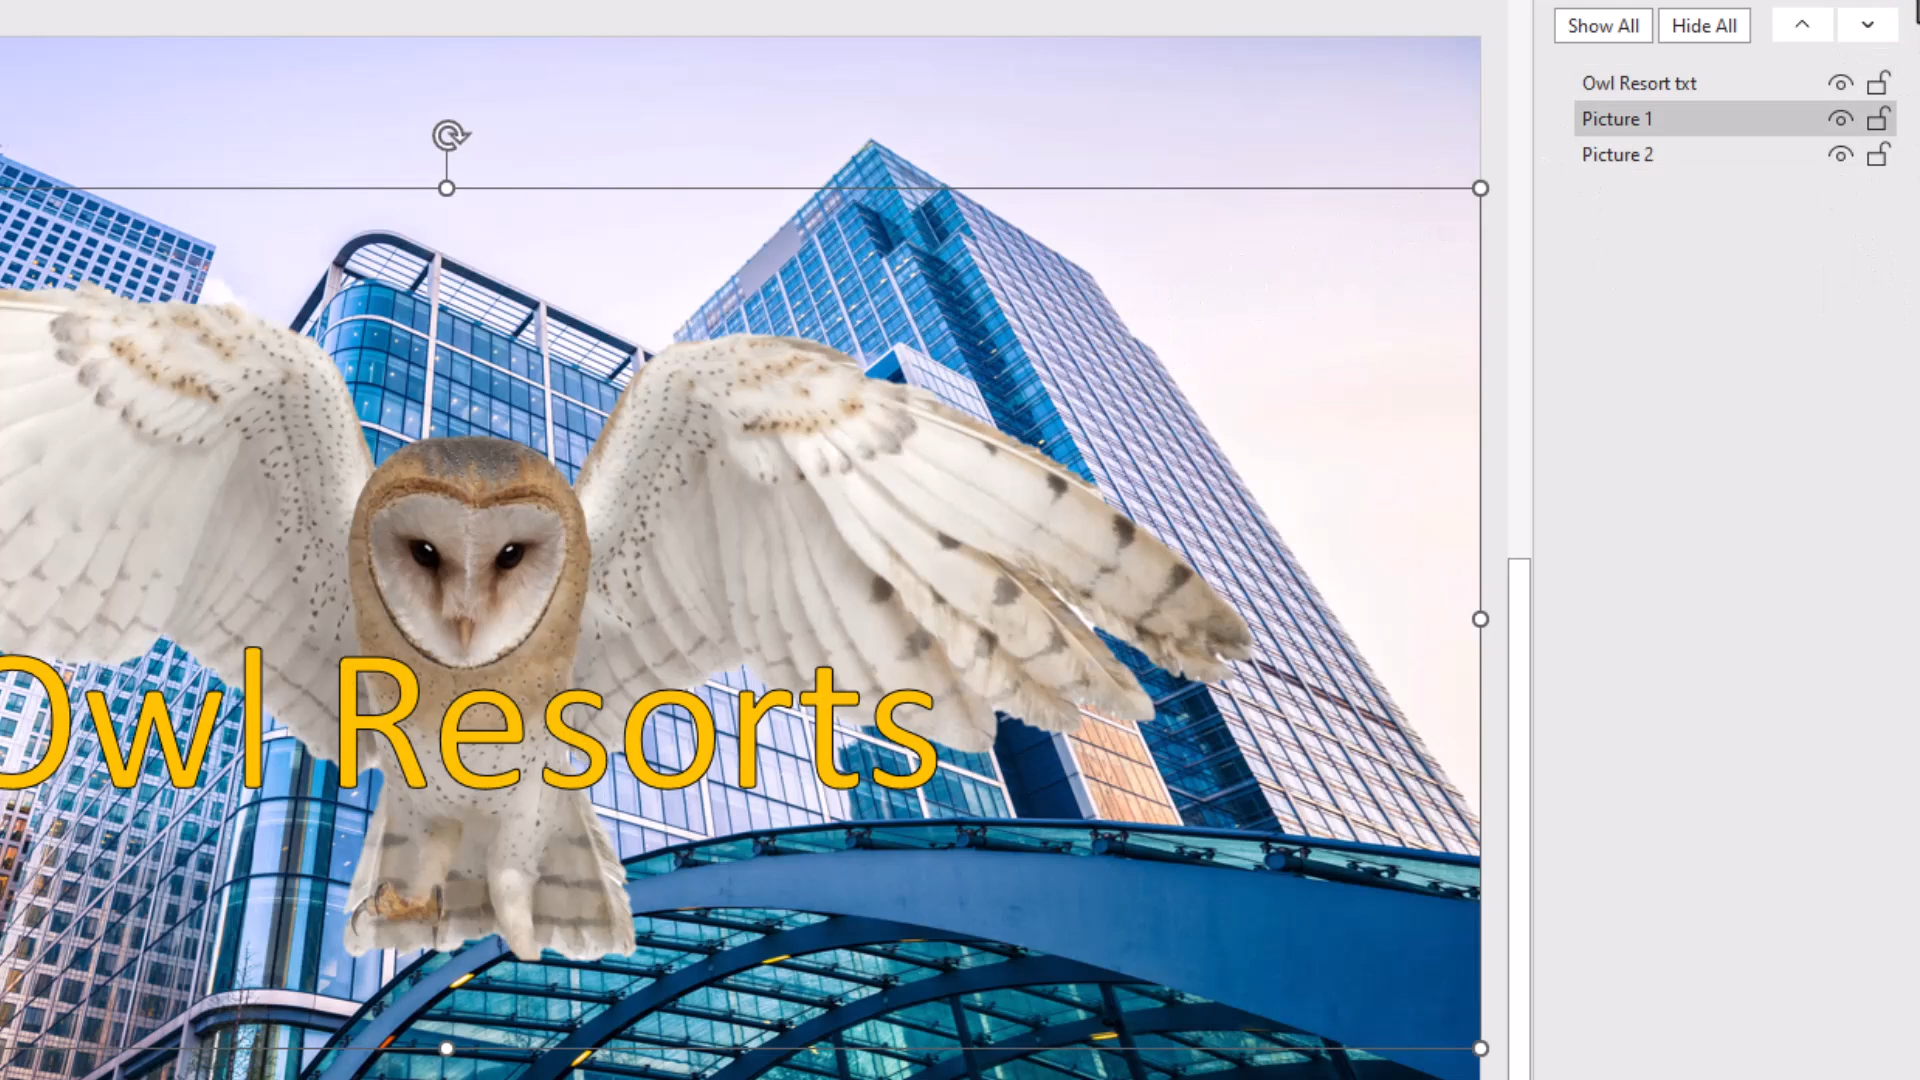 Show All Hide All
Owl Resort txt
Picture 1
Picture 2
Owl Resorts